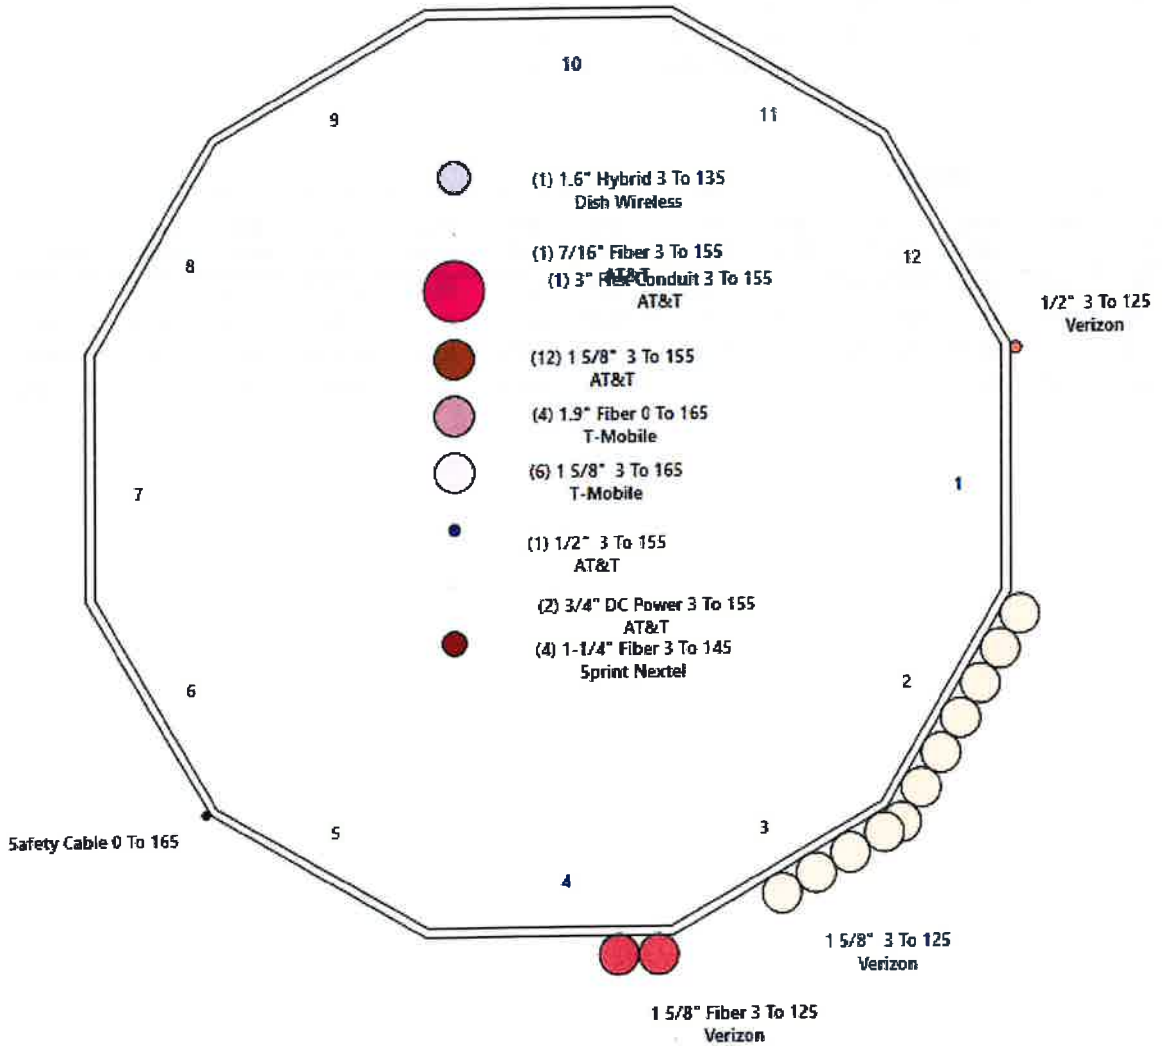 10
11
9
(1) 1.6" Hybrid 3 To 135
Dish Wireless
(1) 7/16" Fiber 3 To 155
AT&T
(1) 3" Flex Conduit 3 To 155
AT&T
12
8
1/2" 3 To 125
Verizon
(12) 1 5/8" 3 To 155
AT&T
(4) 1.9" Fiber 0 To 165
T-Mobile
(6) 1 5/8" 3 To 165
T-Mobile
7
1
(1) 1/2" 3 To 155
AT&T
(2) 3/4" DC Power 3 To 155
AT&T
(4) 1-1/4" Fiber 3 To 145
Sprint Nextel
6
2
Safety Cable 0 To 165
5
3
4
1 5/8" 3 To 125
Verizon
1 5/8" Fiber 3 To 125
Verizon